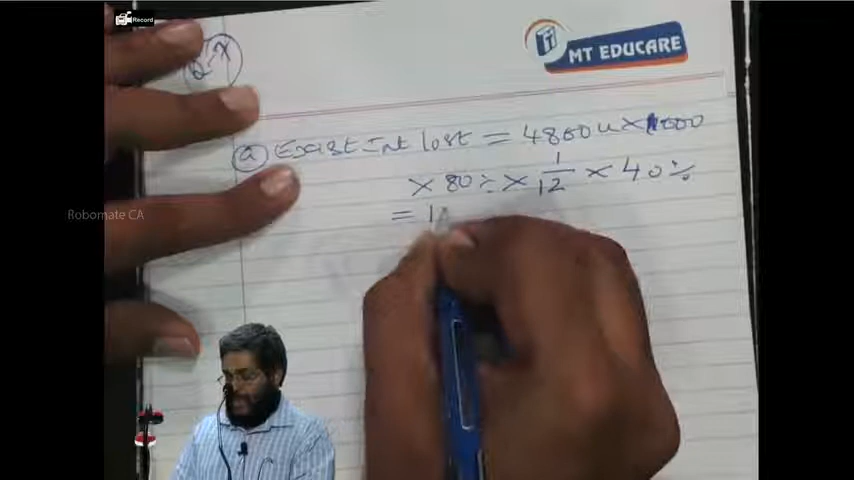 Record
MT EDUCARE
Q-X
a Exist Int lost = 4800 u × 1000
× 80% × 1/12 × 40%
= 1
Robomate CA